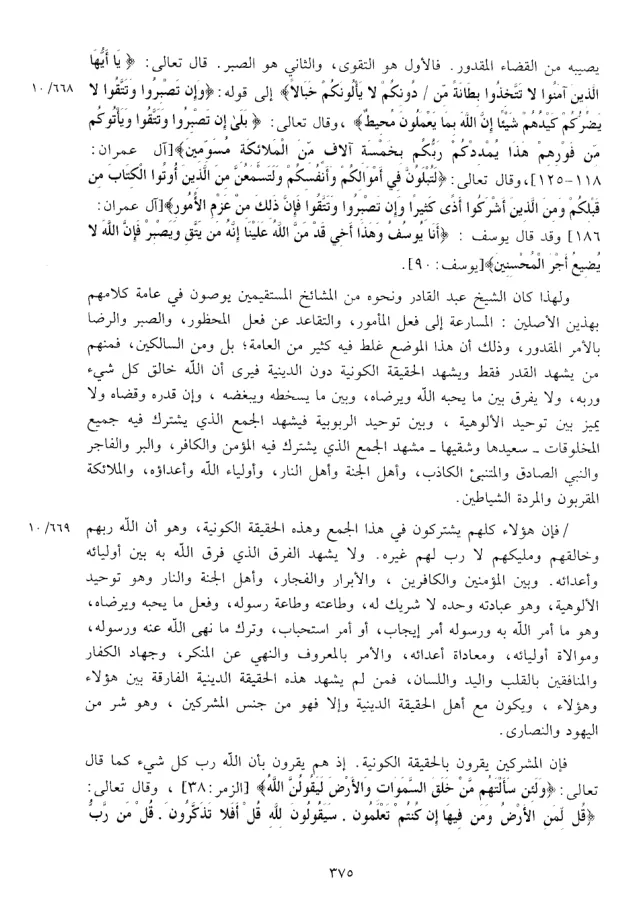 يصيبه من القضاء المقدور. فالأول هو التقوى، والثاني هو الصبر. قال تعالى: ﴿ يَا أَيُّهَا
الَّذِينَ آمَنُوا لا تَتَّخِذُوا بِطَانَةً مِّن / دُونِكُمْ لا يَأْلُونَكُمْ خَبَالاً﴾ إلى قوله: ﴿وَإِن تَصْبِرُوا وَتَتَّقُوا لا
١٠/٦٦٨
يَضُرُّكُمْ كَيْدُهُمْ شَيْئًا إِنَّ اللَّهَ بِمَا يَعْمَلُونَ مُحِيطٌ﴾ ، وقال تعالى: ﴿ بَلَىٰ إِن تَصْبِرُوا وَتَتَّقُوا وَيَأْتُوكُم
مِّن فَوْرِهِمْ هَذَا يُمْدِدْكُمْ رَبُّكُم بِخَمْسَةِ آلافٍ مِّنَ الْمَلائِكَةِ مُسَوِّمِينَ﴾[آل عمران:
١١٨-١٢٥]، وقال تعالى: ﴿لَتُبْلَوُنَّ فِي أَمْوَالِكُمْ وَأَنفُسِكُمْ وَلَتَسْمَعُنَّ مِنَ الَّذِينَ أُوتُوا الْكِتَابَ مِن
قَبْلِكُمْ وَمِنَ الَّذِينَ أَشْرَكُوا أَذًى كَثِيرًا وَإِن تَصْبِرُوا وَتَتَّقُوا فَإِنَّ ذَلِكَ مِنْ عَزْمِ الأُمُورِ﴾[آل عمران:
١٨٦] وقد قال يوسف : ﴿أَنَا يُوسُفُ وَهَذَا أَخِي قَدْ مَنَّ اللَّهُ عَلَيْنَا إِنَّهُ مَن يَتَّقِ وَيَصْبِرْ فَإِنَّ اللَّهَ لا
يُضِيعُ أَجْرَ الْمُحْسِنِينَ﴾[يوسف: ٩٠].
ولهذا كان الشيخ عبد القادر ونحوه من المشائخ المستقيمين يوصون في عامة كلامهم
بهذين الأصلين : المسارعة إلى فعل المأمور، والتقاعد عن فعل المحظور، والصبر والرضا
بالأمر المقدور، وذلك أن هذا الموضع غلط فيه كثير من العامة؛ بل ومن السالكين، فمنهم
من يشهد القدر فقط ويشهد الحقيقة الكونية دون الدينية فيرى أن الله خالق كل شيء
وربه، ولا يفرق بين ما يحبه الله ويرضاه، وبين ما يسخطه ويبغضه ، وإن قدره وقضاه ولا
يميز بين توحيد الألوهية ، وبين توحيد الربوبية فيشهد الجمع الذي يشترك فيه جميع
المخلوقات ـ سعيدها وشقيها ـ مشهد الجمع الذي يشترك فيه المؤمن والكافر، والبر والفاجر
والنبي الصادق والمتنبئ الكاذب، وأهل الجنة وأهل النار، وأولياء الله وأعداؤه، والملائكة
المقربون والمردة الشياطين.
/ فإن هؤلاء كلهم يشتركون في هذا الجمع وهذه الحقيقة الكونية، وهو أن الله ربهم
١٠/٦٦٩
وخالقهم ومليكهم لا رب لهم غيره. ولا يشهد الفرق الذي فرق الله به بين أوليائه
وأعدائه. وبين المؤمنين والكافرين ، والأبرار والفجار، وأهل الجنة والنار وهو توحيد
الألوهية، وهو عبادته وحده لا شريك له، وطاعته وطاعة رسوله، وفعل ما يحبه ويرضاه،
وهو ما أمر الله به ورسوله أمر إيجاب، أو أمر استحباب، وترك ما نهى الله عنه ورسوله،
وموالاة أوليائه، ومعاداة أعدائه، والأمر بالمعروف والنهي عن المنكر، وجهاد الكفار
والمنافقين بالقلب واليد واللسان، فمن لم يشهد هذه الحقيقة الدينية الفارقة بين هؤلاء
وهؤلاء ، ويكون مع أهل الحقيقة الدينية وإلا فهو من جنس المشركين ، وهو شر من
اليهود والنصارى.
فإن المشركين يقرون بالحقيقة الكونية. إذ هم يقرون بأن الله رب كل شيء كما قال
تعالى: ﴿وَلَئِن سَأَلْتَهُم مَّنْ خَلَقَ السَّمَوَاتِ وَالأَرْضَ لَيَقُولُنَّ اللَّهُ﴾ [الزمر:٣٨] ، وقال تعالى:
﴿قُل لِّمَنِ الأَرْضُ وَمَن فِيهَا إِن كُنتُمْ تَعْلَمُونَ . سَيَقُولُونَ لِلَّهِ قُلْ أَفَلا تَذَكَّرُونَ . قُلْ مَن رَّبُّ
٣٧٥